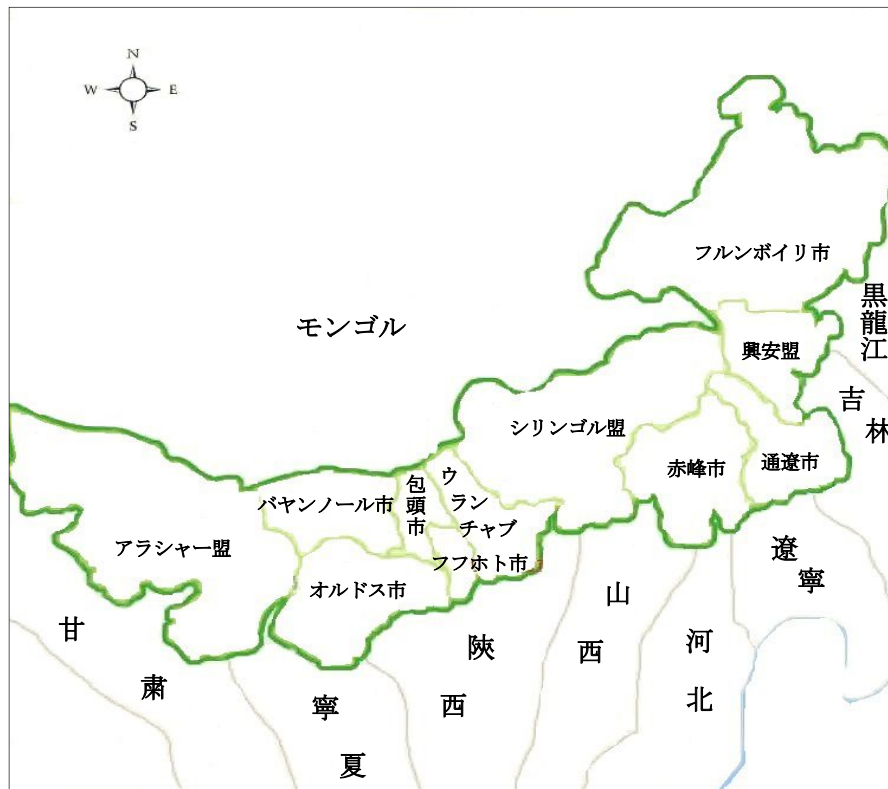 N
W E
S
フルンボイリ市
黒龍江
モンゴル
興安盟
吉林
シリンゴル盟
赤峰市
通遼市
ウランチャブ
包頭市
バヤンノール市
アラシャー盟
フフホト市
オルドス市
遼寧
山西
甘粛
陝西
河北
寧夏